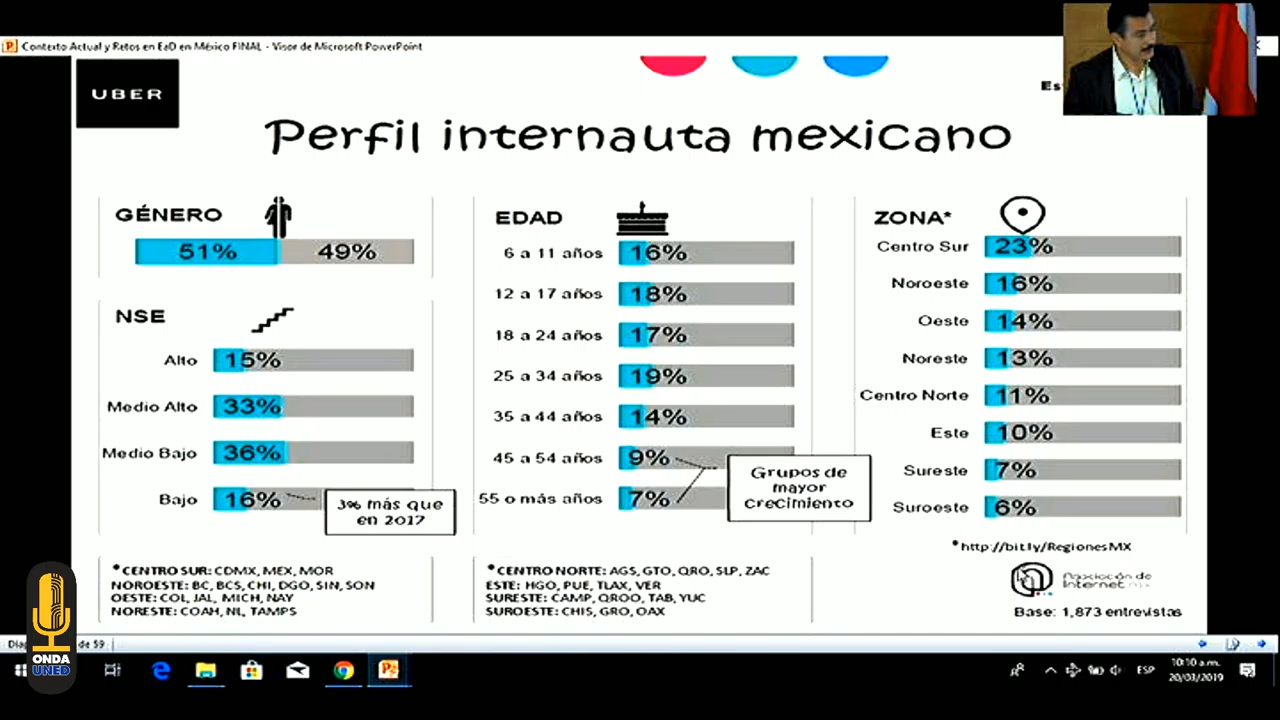 Contexto Actual y Retos en EaD en México FINAL - Visor de Microsoft PowerPoint
UBER
Perfil internauta mexicano
GÉNERO
51% 49%
NSE
Alto 15%
Medio Alto 33%
Medio Bajo 36%
Bajo 16%
3% más que
en 2017
EDAD
6 a 11 años 16%
12 a 17 años 18%
18 a 24 años 17%
25 a 34 años 19%
35 a 44 años 14%
45 a 54 años 9%
55 o más años 7%
Grupos de
mayor
crecimiento
ZONA*
Centro Sur 23%
Noroeste 16%
Oeste 14%
Noreste 13%
Centro Norte 11%
Este 10%
Sureste 7%
Suroeste 6%
*http://bit.ly/RegionesMX
*CENTRO SUR: CDMX, MEX, MOR
NOROESTE: BC, BCS, CHI, DGO, SIN, SON
OESTE: COL, JAL, MICH, NAY
NORESTE: COAH, NL, TAMPS
*CENTRO NORTE: AGS, GTO, QRO, SLP, ZAC
ESTE: HGO, PUE, TLAX, VER
SURESTE: CAMP, QROO, TAB, YUC
SUROESTE: CHIS, GRO, OAX
Asociación de
Internet.mx
Base: 1,873 entrevistas
de 59
ONDA
UNED
ESP
10:10 a.m.
20/03/2019